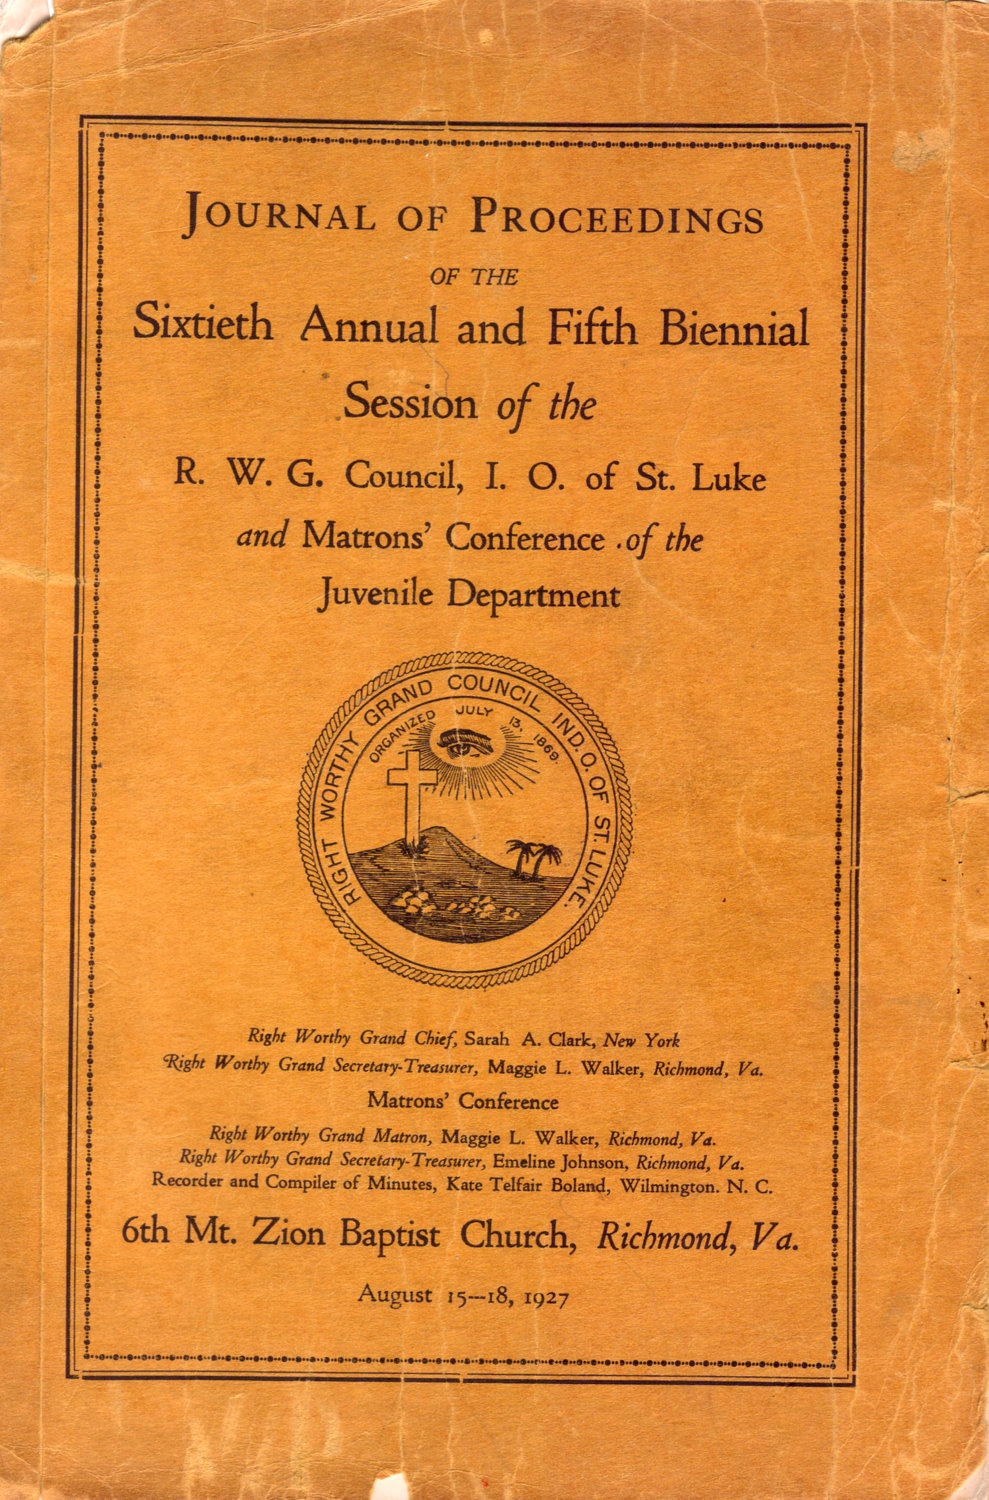 JOURNAL OF PROCEEDINGS
OF THE
Sixtieth Annual and Fifth Biennial
Session of the
R. W. G. Council, I. O. of St. Luke
and Matrons' Conference of the
Juvenile Department
RIGHT WORTHY GRAND COUNCIL IND. O. OF ST. LUKE.
ORGANIZED JULY 13, 1869.
Right Worthy Grand Chief, Sarah A. Clark, New York
Right Worthy Grand Secretary-Treasurer, Maggie L. Walker, Richmond, Va.
Matrons' Conference
Right Worthy Grand Matron, Maggie L. Walker, Richmond, Va.
Right Worthy Grand Secretary-Treasurer, Emeline Johnson, Richmond, Va.
Recorder and Compiler of Minutes, Kate Telfair Boland, Wilmington. N. C.
6th Mt. Zion Baptist Church, Richmond, Va.
August 15—18, 1927